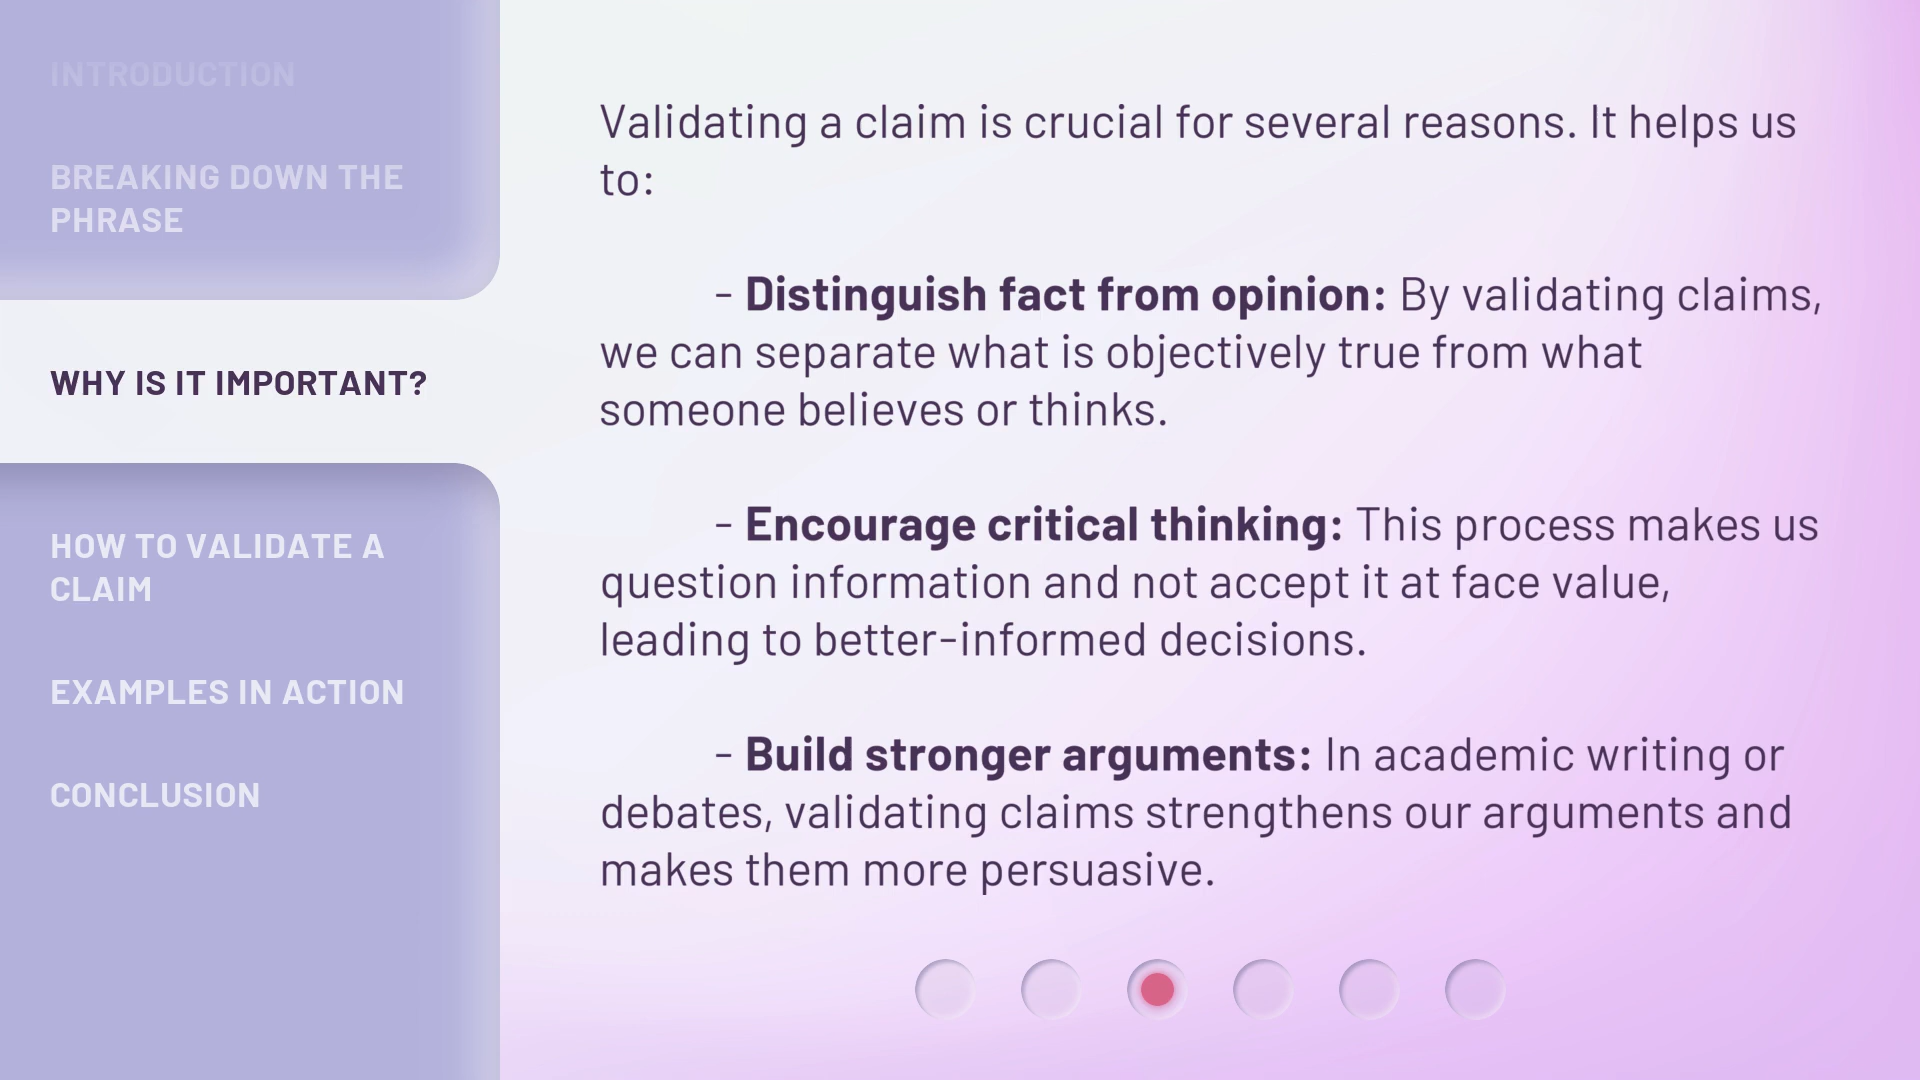 INTRODUCTION
BREAKING DOWN THE
PHRASE
WHY IS IT IMPORTANT?
HOW TO VALIDATE A
CLAIM
EXAMPLES IN ACTION
CONCLUSION
Validating a claim is crucial for several reasons. It helps us
to:
- Distinguish fact from opinion: By validating claims,
we can separate what is objectively true from what
someone believes or thinks.
- Encourage critical thinking: This process makes us
question information and not accept it at face value,
leading to better-informed decisions.
- Build stronger arguments: In academic writing or
debates, validating claims strengthens our arguments and
makes them more persuasive.